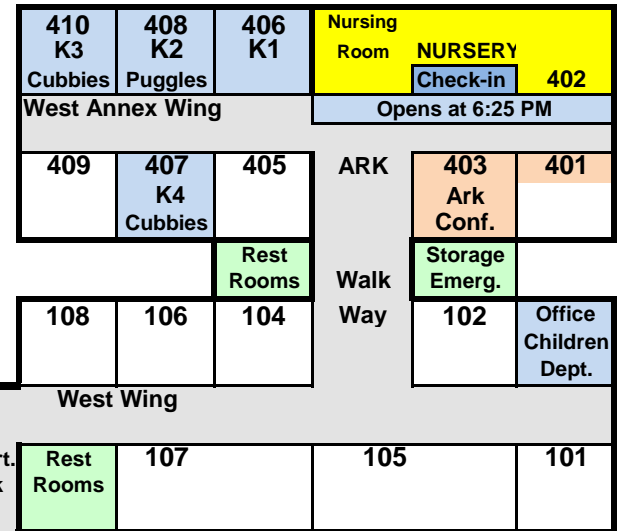 410 408 406 Nursing
K3 K2 K1 Room NURSERY
Cubbies Puggles Check-in 402
West Annex Wing Opens at 6:25 PM
409 407 405 ARK 403 401
K4 Ark
Cubbies Conf.
Rest Storage
Rooms Walk Emerg.
108 106 104 Way 102 Office
Children
Dept.
West Wing
Rest 107 105 101
Rooms